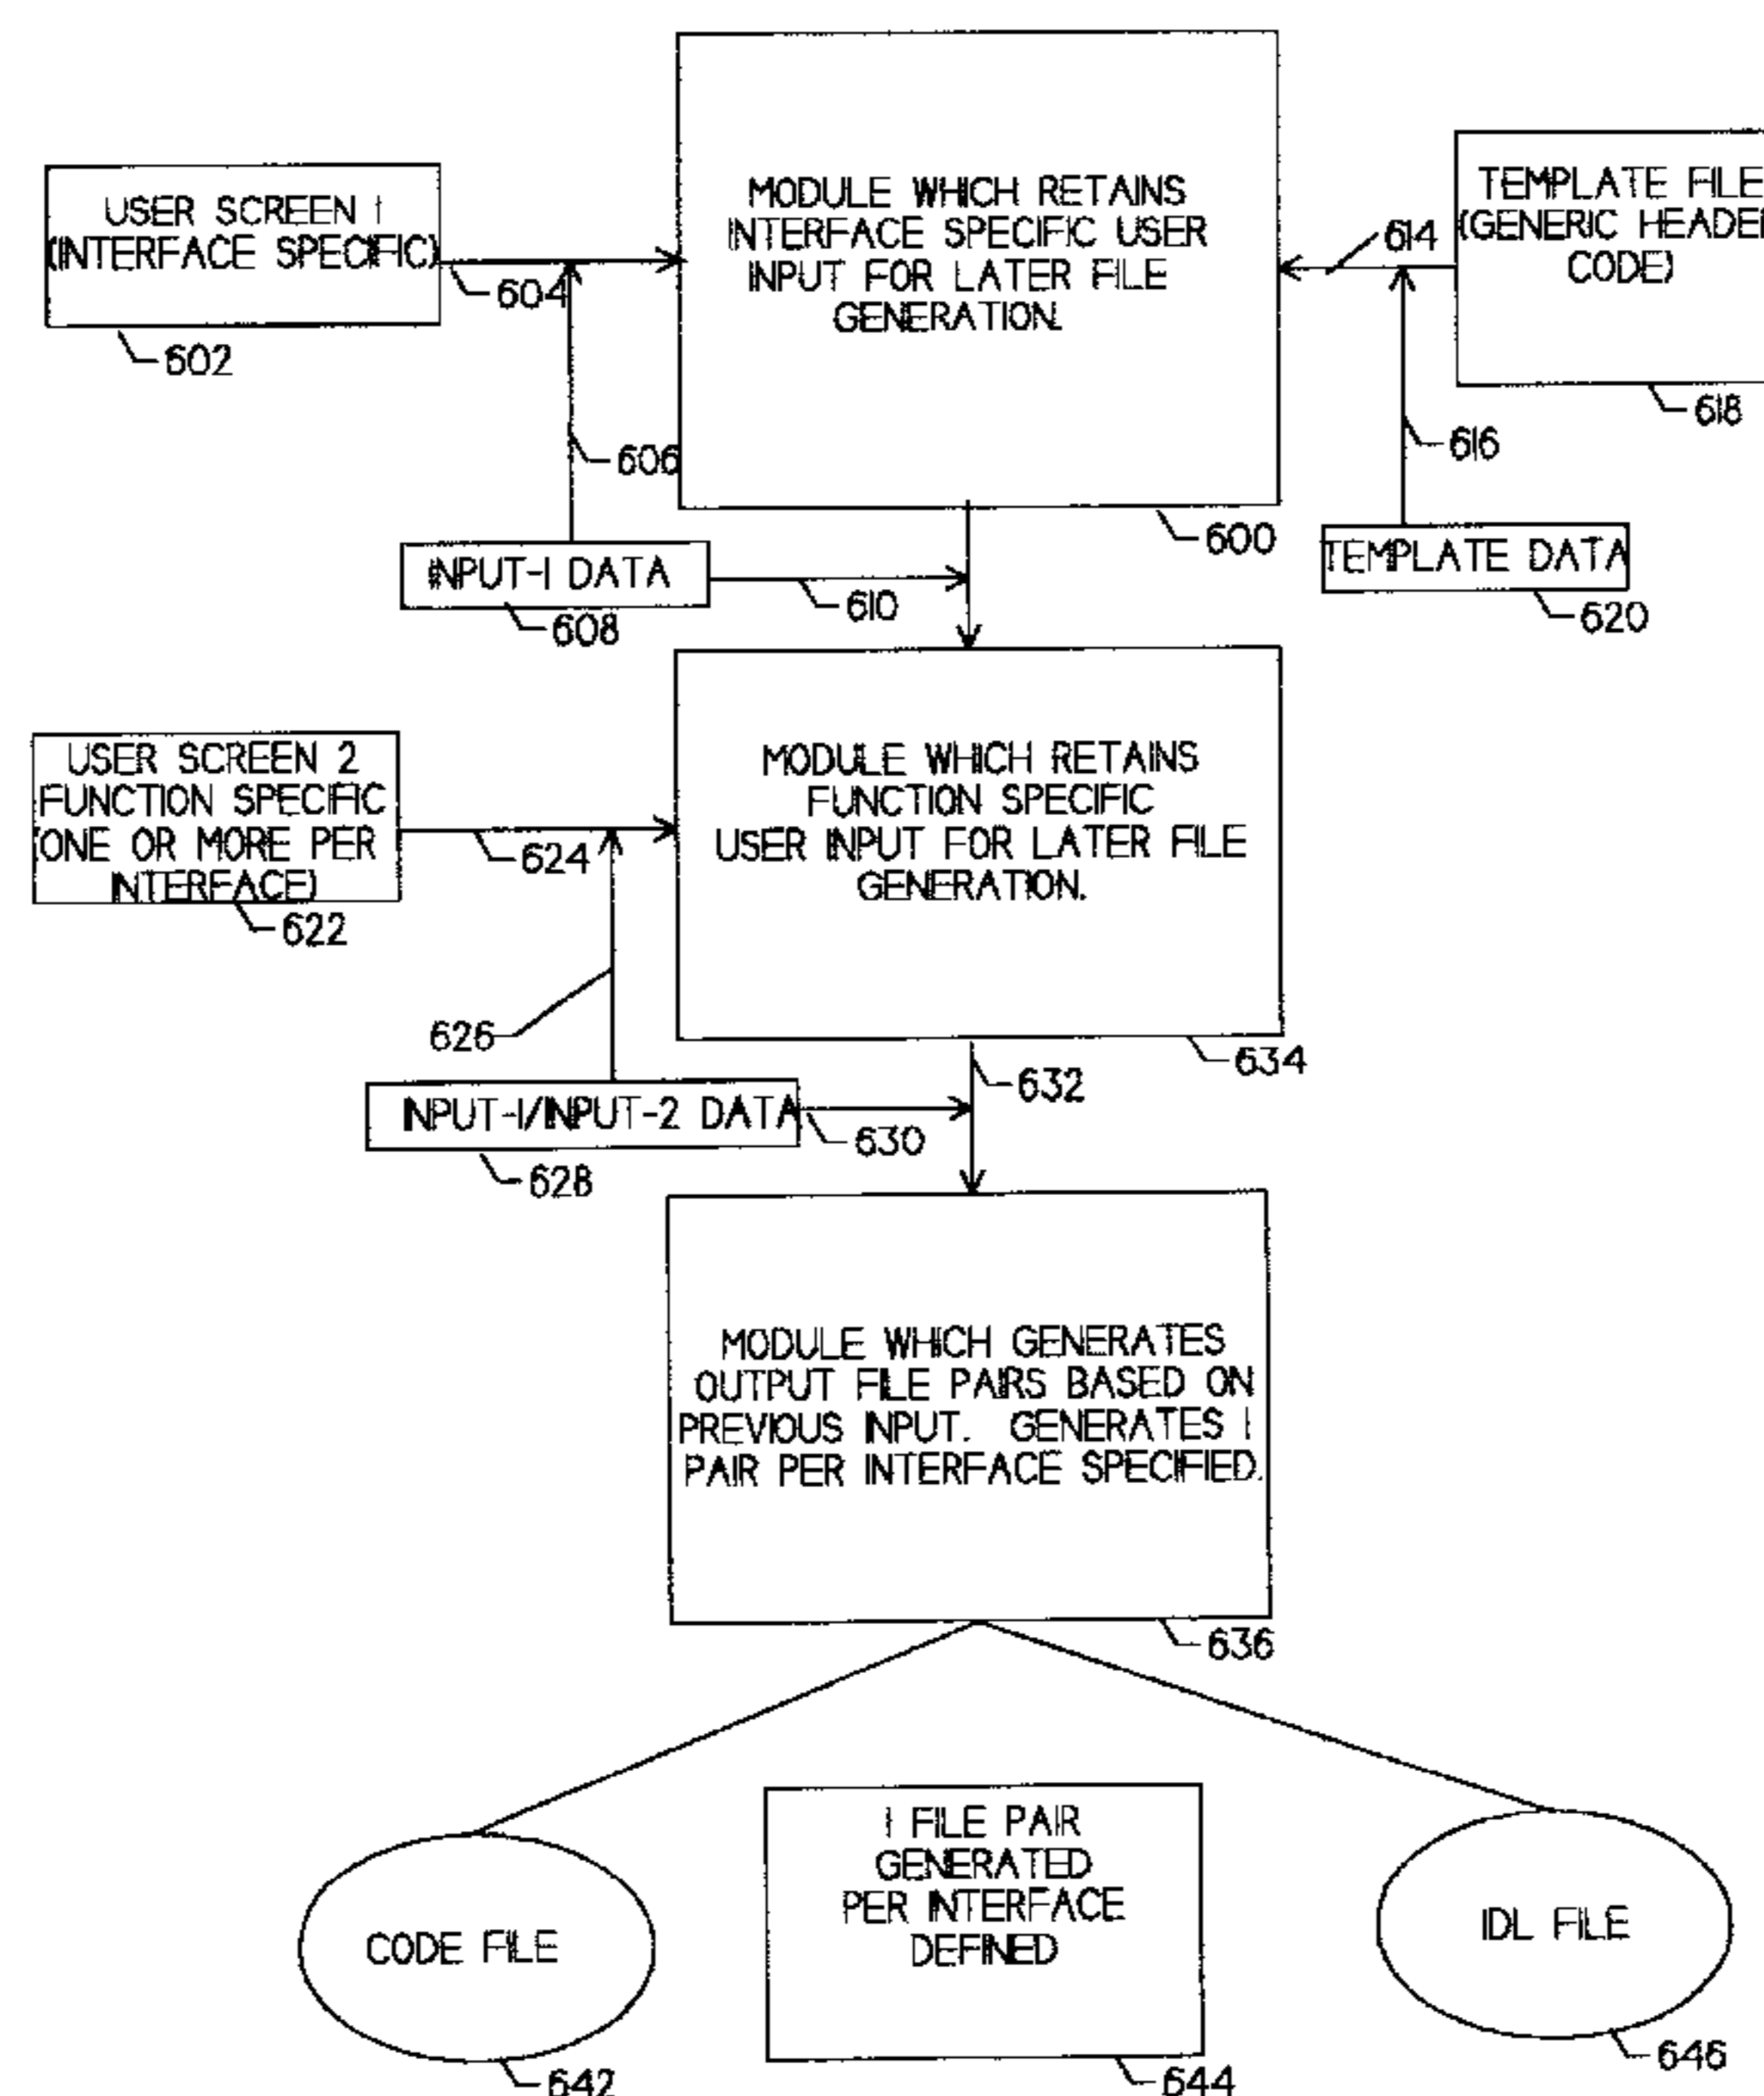 USER SCREEN 1
(INTERFACE SPECIFIC)
604
602
MODULE WHICH RETAINS
INTERFACE SPECIFIC USER
INPUT FOR LATER FILE
GENERATION.
600
TEMPLATE FILE
(GENERIC HEADER
CODE)
614
618
616
606
INPUT-1 DATA
608
610
TEMPLATE DATA
620
USER SCREEN 2
FUNCTION SPECIFIC
(ONE OR MORE PER
INTERFACE)
622
624
MODULE WHICH RETAINS
FUNCTION SPECIFIC
USER INPUT FOR LATER FILE
GENERATION.
634
626
632
INPUT-1/INPUT-2 DATA
628
630
MODULE WHICH GENERATES
OUTPUT FILE PAIRS BASED ON
PREVIOUS INPUT. GENERATES 1
PAIR PER INTERFACE SPECIFIED.
636
CODE FILE
642
1 FILE PAIR
GENERATED
PER INTERFACE
DEFINED
644
IDL FILE
646